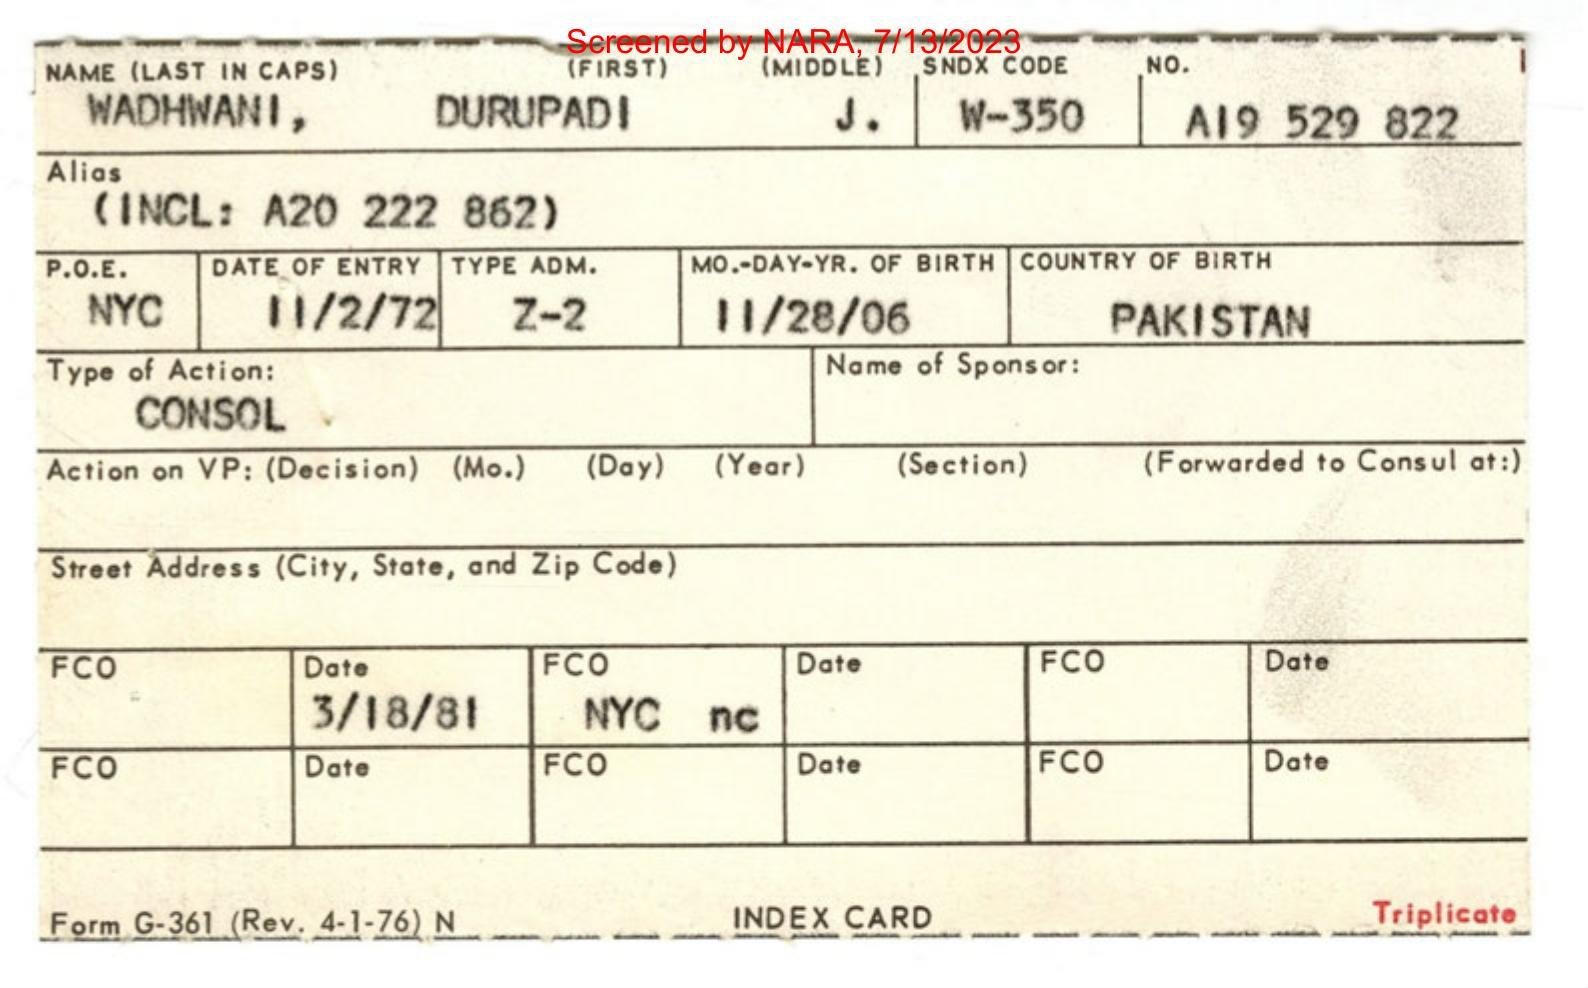 Screened by NARA, 7/13/2023
NAME (LAST IN CAPS) (FIRST) (MIDDLE) SNDX CODE NO.
WADHWANI, DURUPADI J. W-350 A19 529 822
Alias
(INCL: A20 222 862)
P.O.E. DATE OF ENTRY TYPE ADM. MO.-DAY-YR. OF BIRTH COUNTRY OF BIRTH
NYC 11/2/72 Z-2 11/28/06 PAKISTAN
Type of Action: Name of Sponsor:
CONSOL
Action on VP: (Decision) (Mo.) (Day) (Year) (Section) (Forwarded to Consul at:)
Street Address (City, State, and Zip Code)
FCO Date FCO Date FCO Date
3/18/81 NYC nc
FCO Date FCO Date FCO Date
Form G-361 (Rev. 4-1-76) N INDEX CARD Triplicate